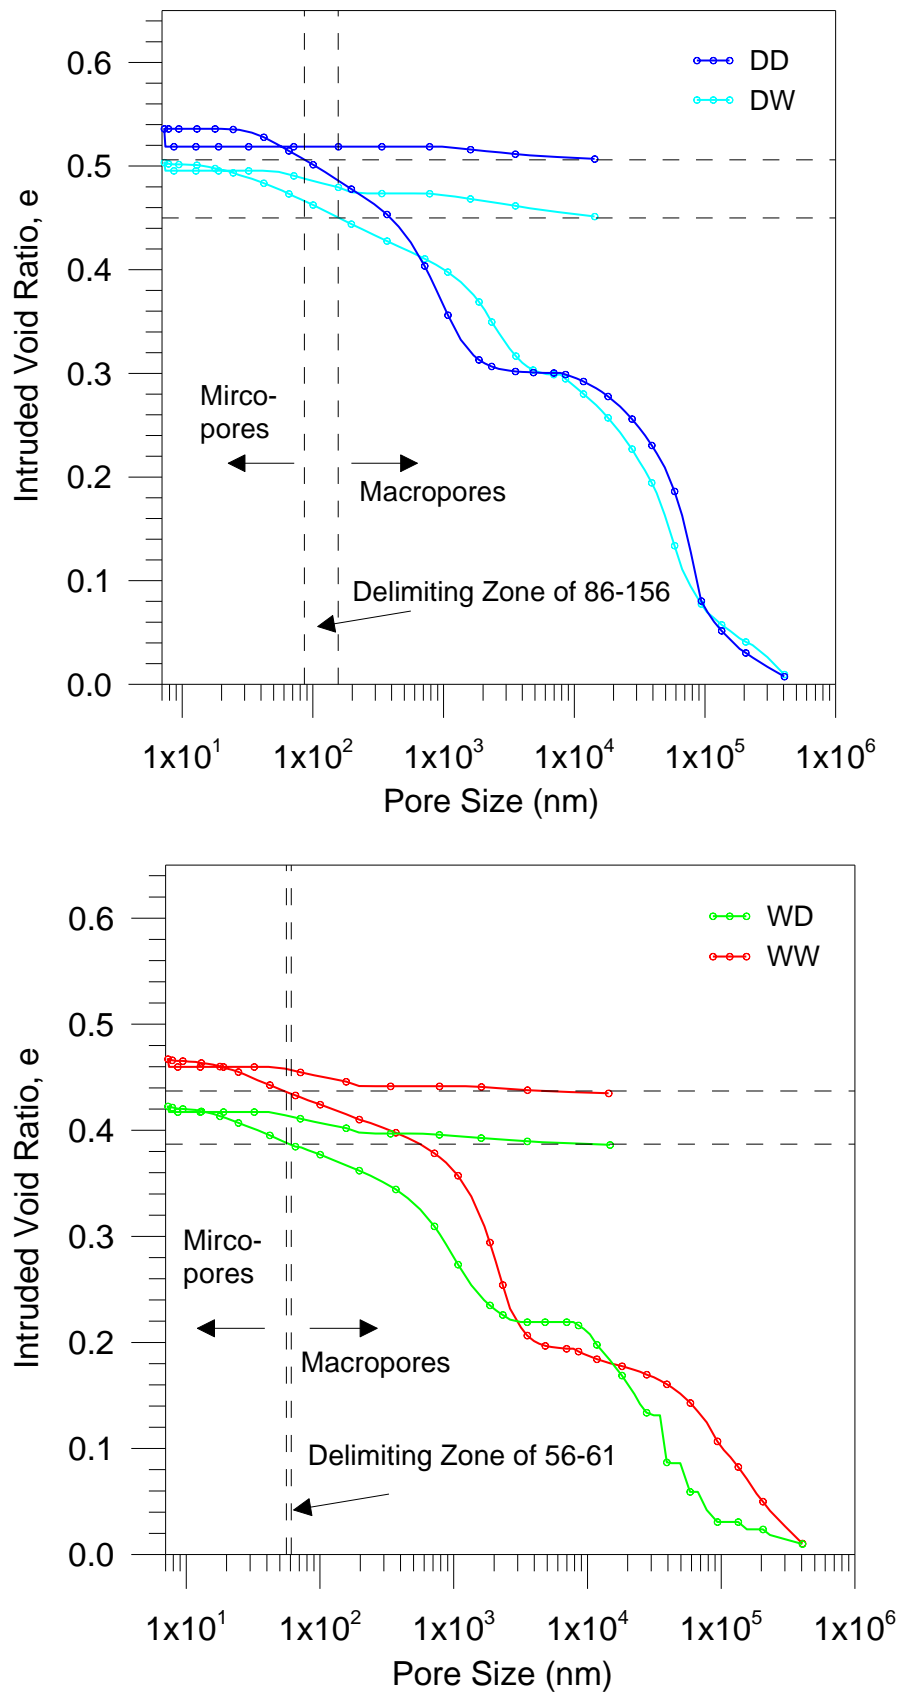 DD
DW
0.6
0.5
0.4
0.3
0.2
0.1
0.0
Intruded Void Ratio, e
Mirco-
pores
Macropores
Delimiting Zone of 86-156
1x10¹ 1x10² 1x10³ 1x10⁴ 1x10⁵ 1x10⁶
Pore Size (nm)
WD
WW
0.6
0.5
0.4
0.3
0.2
0.1
0.0
Intruded Void Ratio, e
Mirco-
pores
Macropores
Delimiting Zone of 56-61
1x10¹ 1x10² 1x10³ 1x10⁴ 1x10⁵ 1x10⁶
Pore Size (nm)